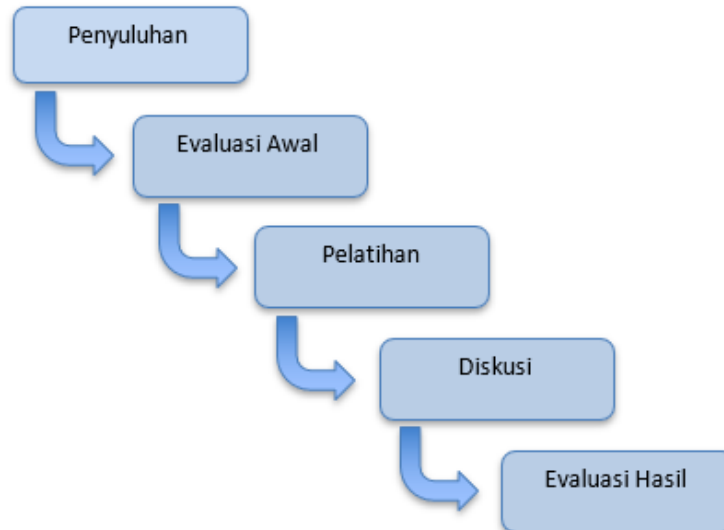 Penyuluhan
Evaluasi Awal
Pelatihan
Diskusi
Evaluasi Hasil